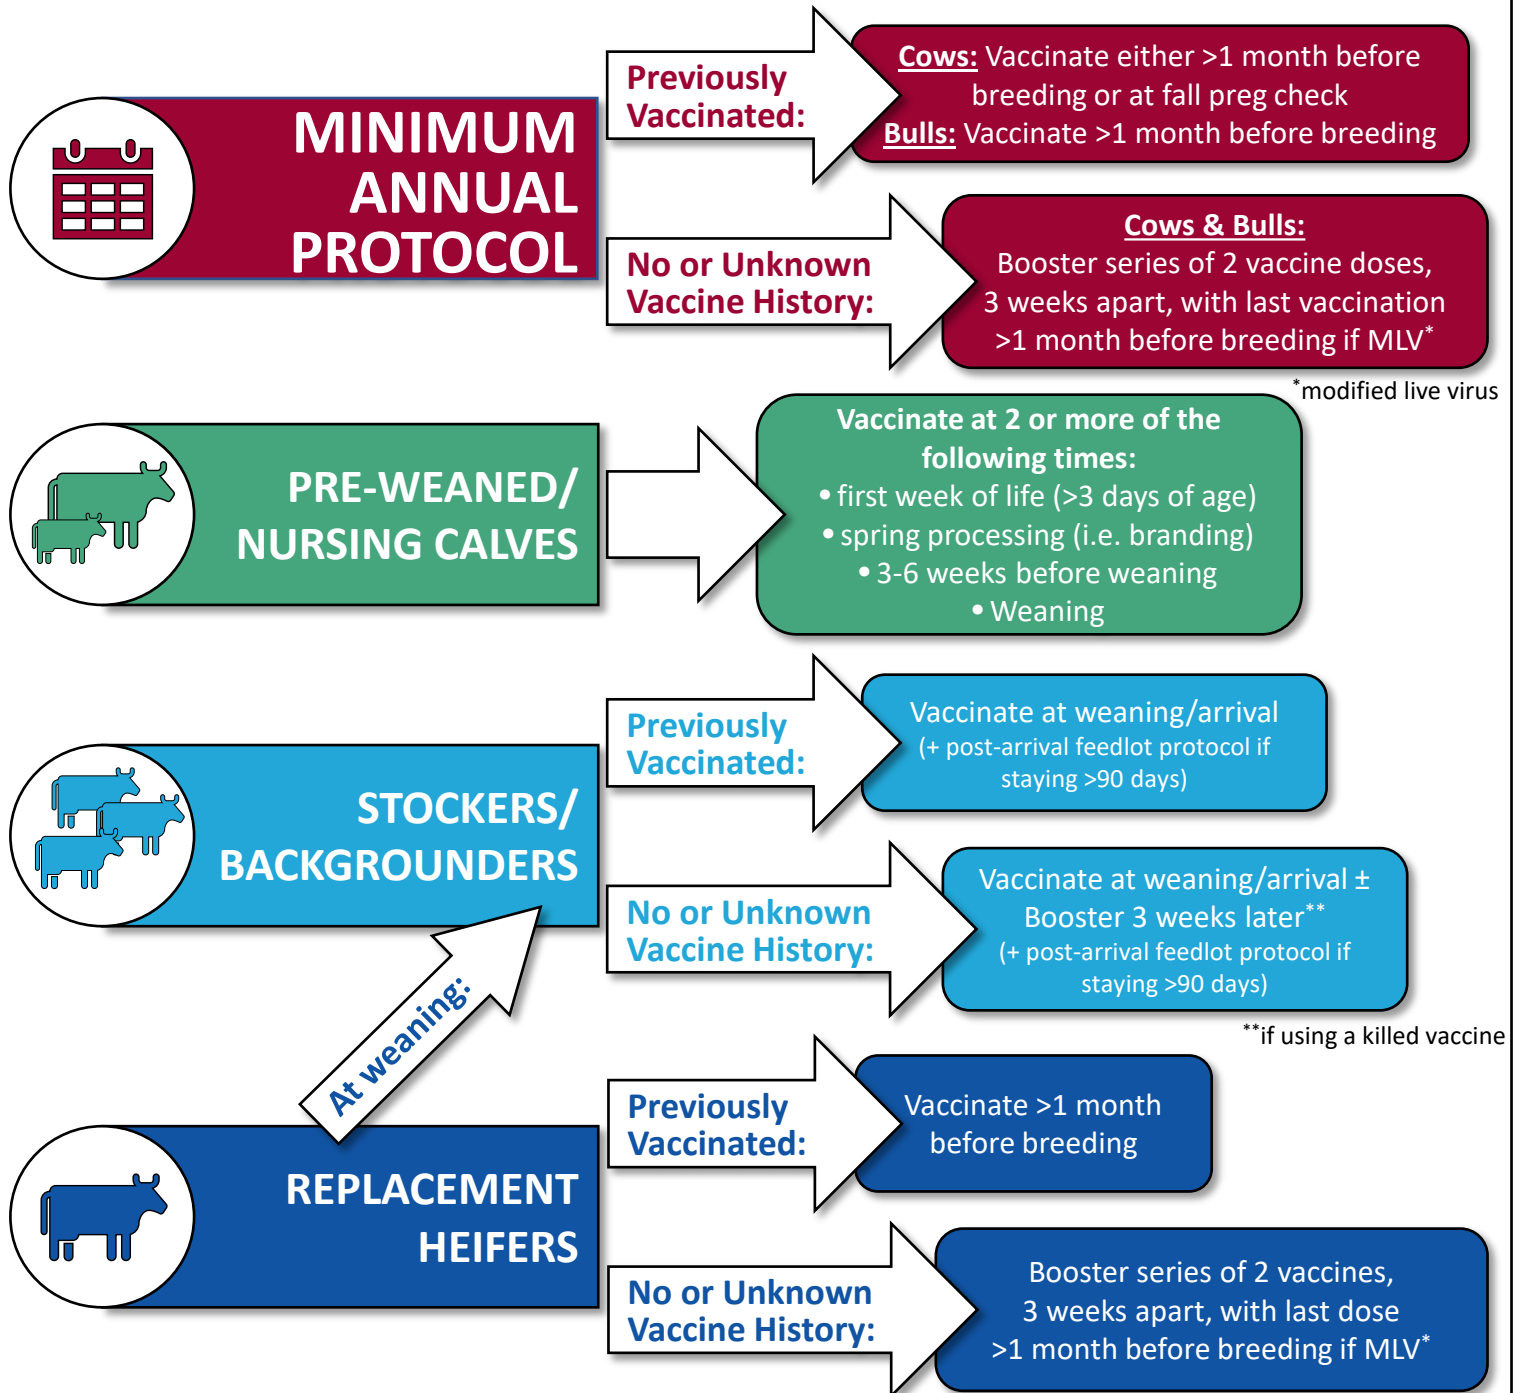 MINIMUM
ANNUAL
PROTOCOL
Previously
Vaccinated:
Cows: Vaccinate either >1 month before
breeding or at fall preg check
Bulls: Vaccinate >1 month before breeding
No or Unknown
Vaccine History:
Cows & Bulls:
Booster series of 2 vaccine doses,
3 weeks apart, with last vaccination
>1 month before breeding if MLV*
*modified live virus
PRE-WEANED/
NURSING CALVES
Vaccinate at 2 or more of the
following times:
• first week of life (>3 days of age)
• spring processing (i.e. branding)
• 3-6 weeks before weaning
• Weaning
STOCKERS/
BACKGROUNDERS
Previously
Vaccinated:
Vaccinate at weaning/arrival
(+ post-arrival feedlot protocol if
staying >90 days)
No or Unknown
Vaccine History:
Vaccinate at weaning/arrival ±
Booster 3 weeks later**
(+ post-arrival feedlot protocol if
staying >90 days)
**if using a killed vaccine
At weaning:
REPLACEMENT
HEIFERS
Previously
Vaccinated:
Vaccinate >1 month
before breeding
No or Unknown
Vaccine History:
Booster series of 2 vaccines,
3 weeks apart, with last dose
>1 month before breeding if MLV*